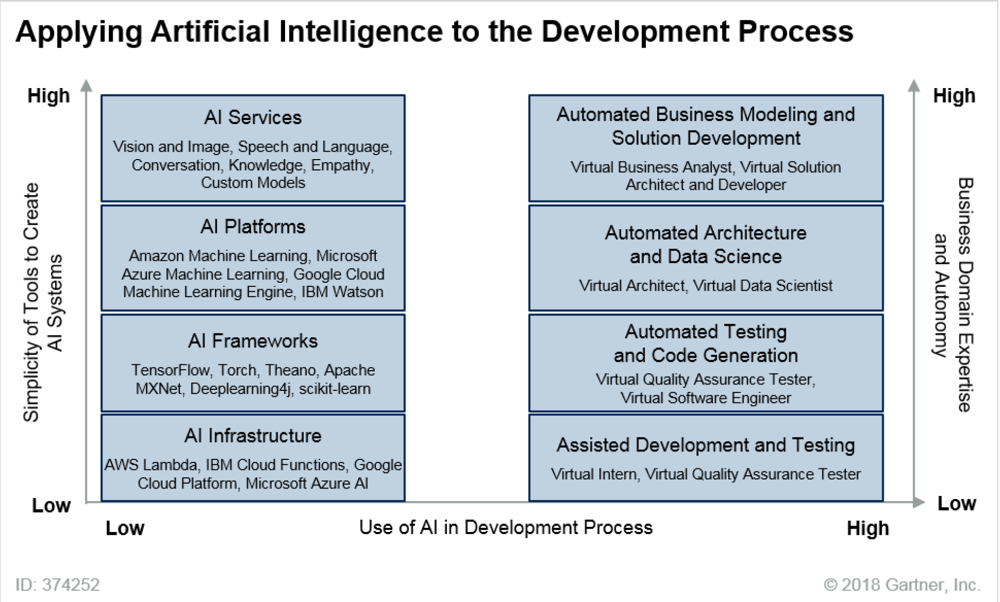 Applying Artificial Intelligence to the Development Process
High
Simplicity of Tools to Create
AI Systems
Low
AI Services
Vision and Image, Speech and Language,
Conversation, Knowledge, Empathy,
Custom Models
AI Platforms
Amazon Machine Learning, Microsoft
Azure Machine Learning, Google Cloud
Machine Learning Engine, IBM Watson
AI Frameworks
TensorFlow, Torch, Theano, Apache
MXNet, Deeplearning4j, scikit-learn
AI Infrastructure
AWS Lambda, IBM Cloud Functions, Google
Cloud Platform, Microsoft Azure AI
Automated Business Modeling and
Solution Development
Virtual Business Analyst, Virtual Solution
Architect and Developer
Automated Architecture
and Data Science
Virtual Architect, Virtual Data Scientist
Automated Testing
and Code Generation
Virtual Quality Assurance Tester,
Virtual Software Engineer
Assisted Development and Testing
Virtual Intern, Virtual Quality Assurance Tester
High
Business Domain Expertise
and Autonomy
Low
Low
Use of AI in Development Process
High
ID: 374252
© 2018 Gartner, Inc.